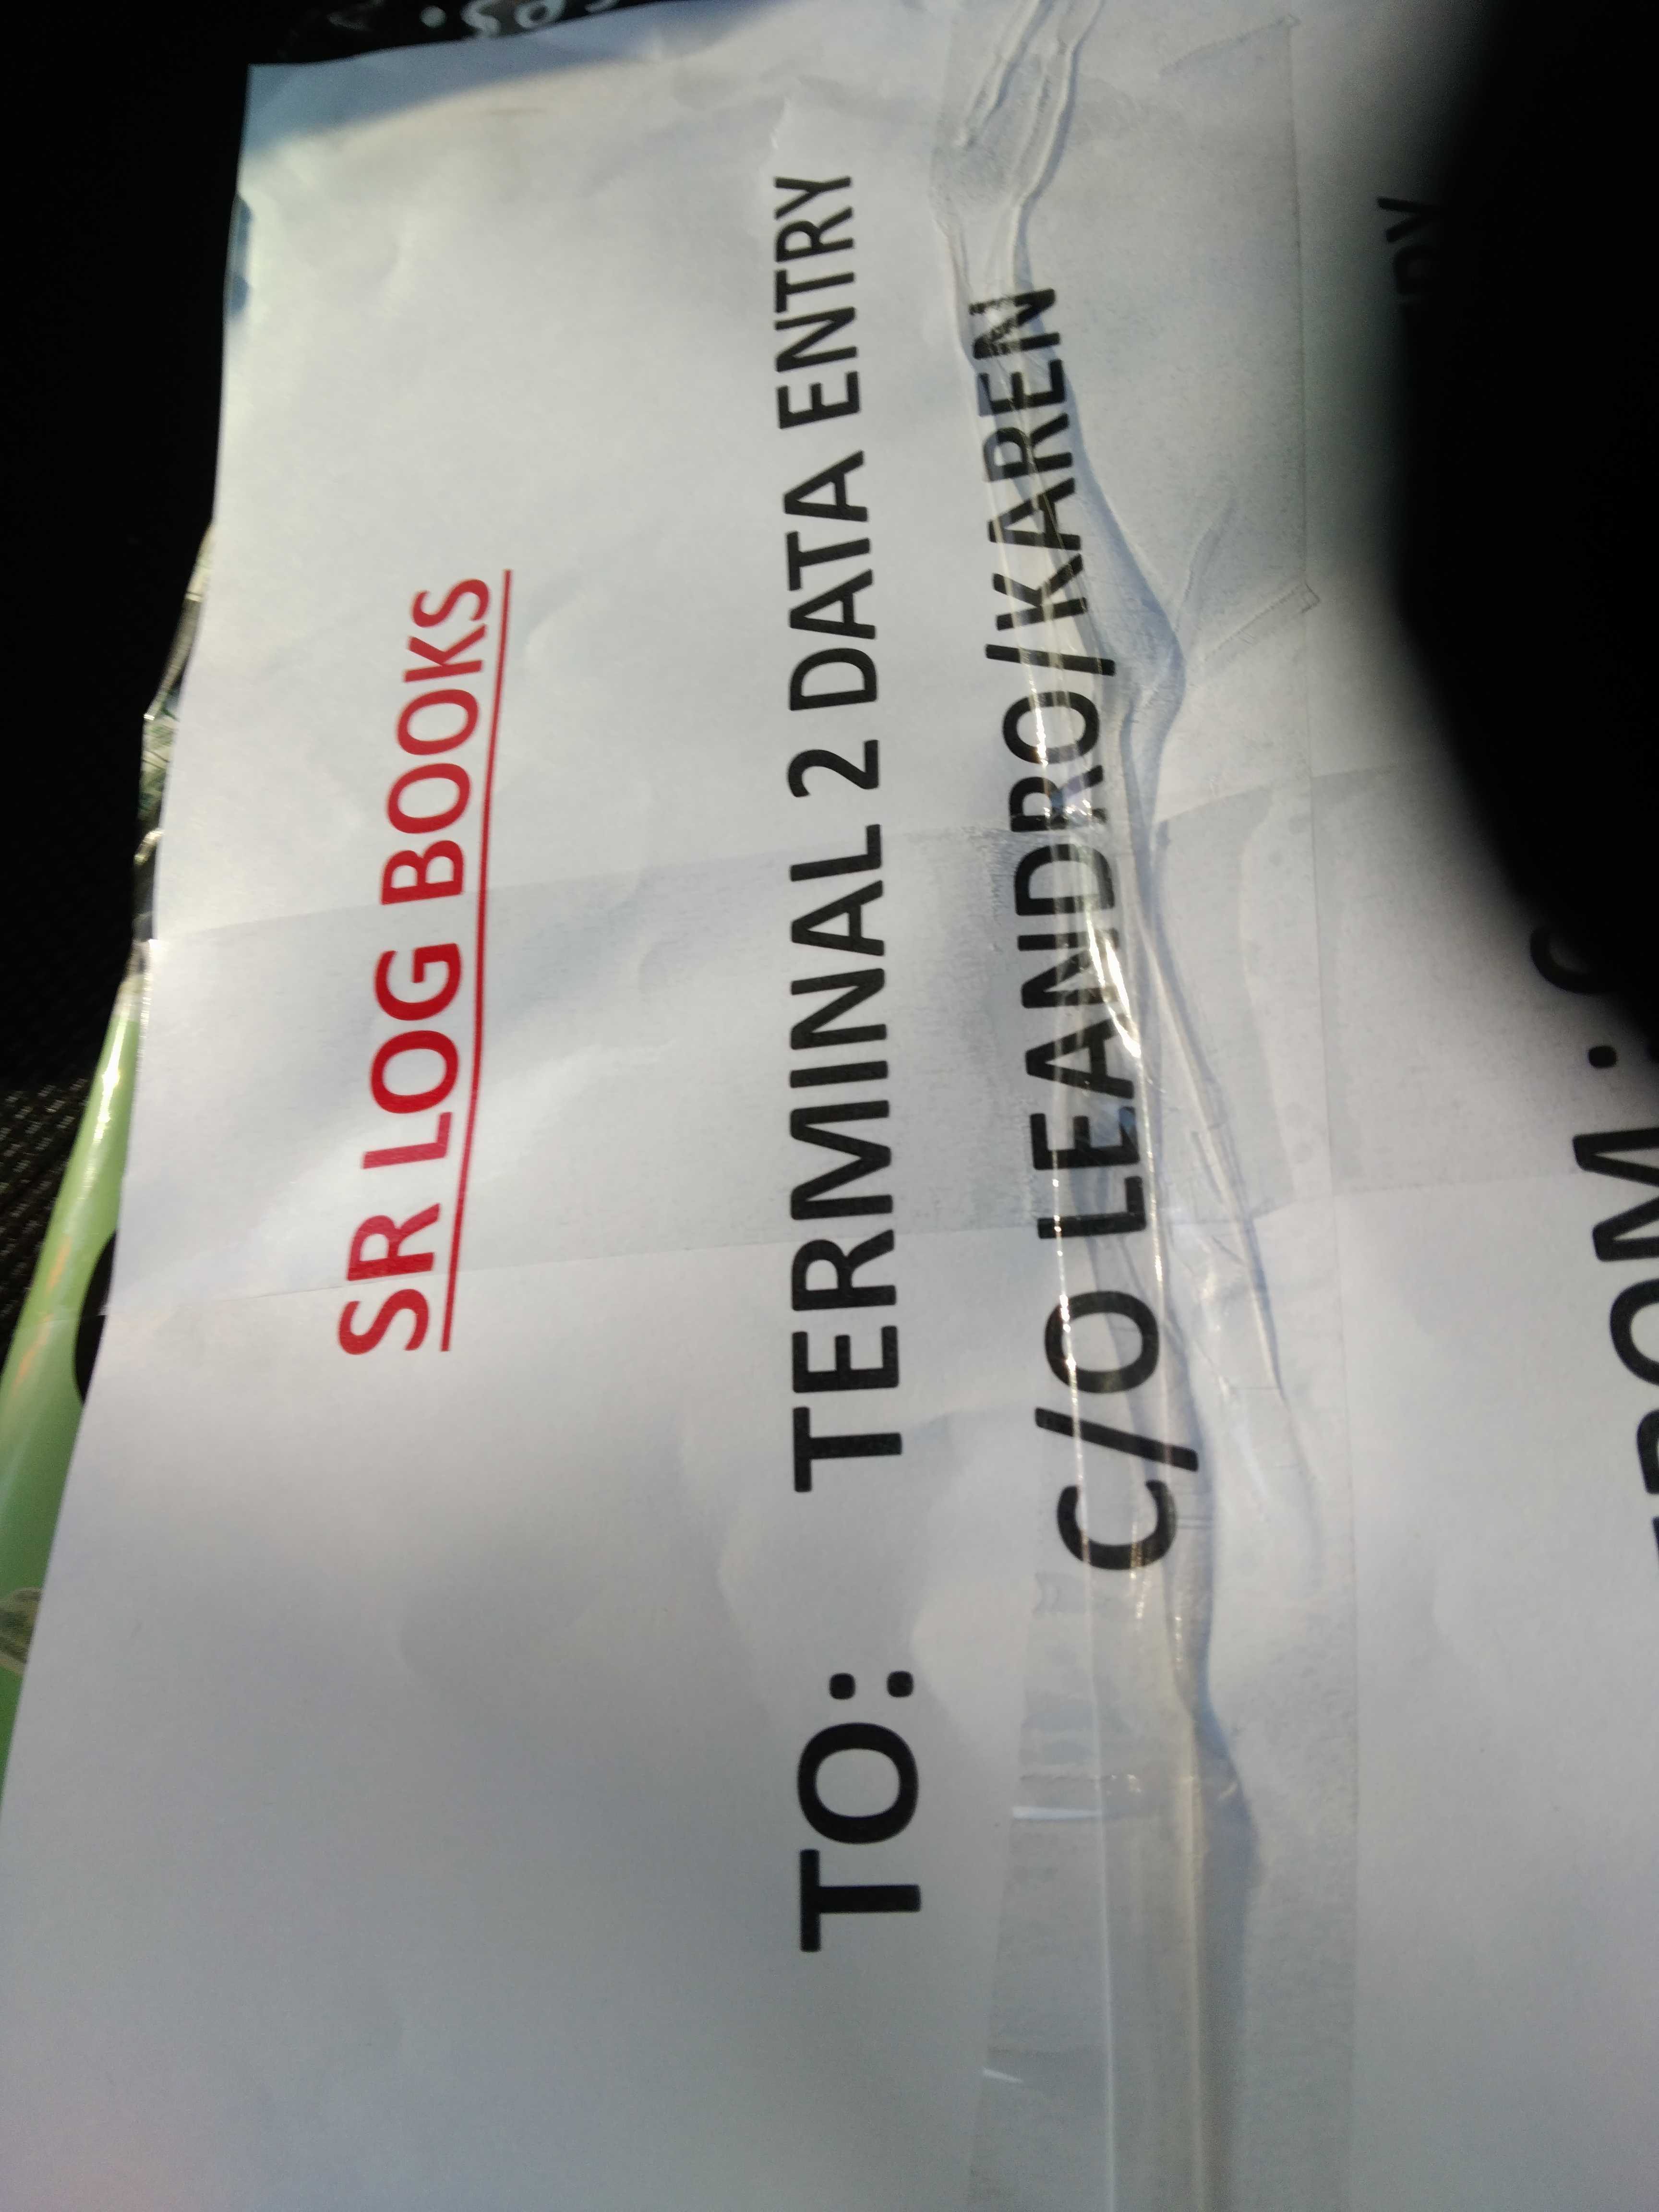 SR LOG BOOKS
TO: TERMINAL 2 DATA ENTRY
C/O LEANDRO/KAREN